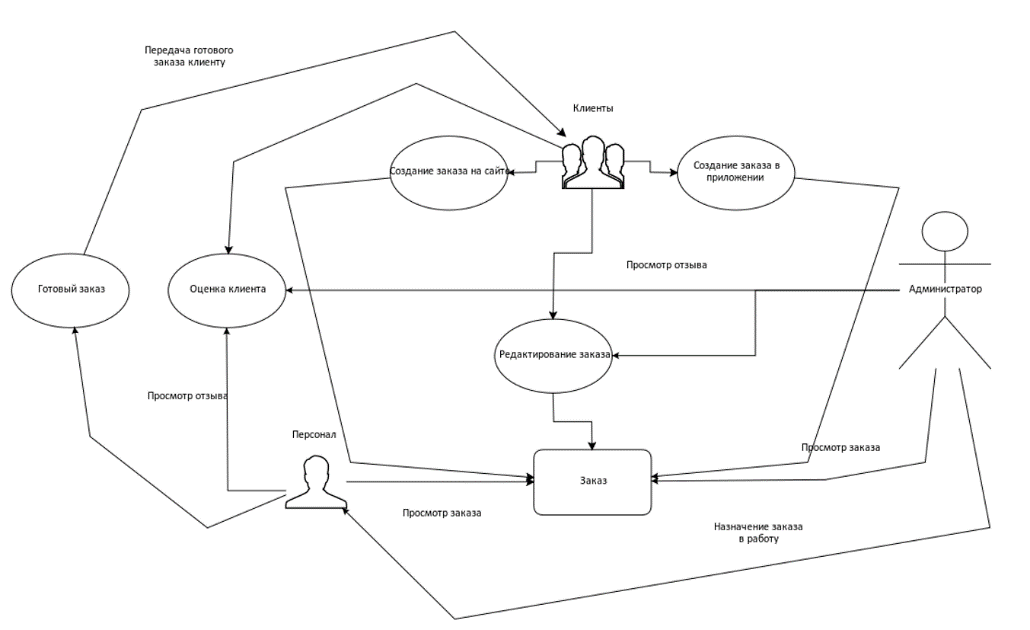 Передача готового
заказа клиенту
Клиенты
Создание заказа на сайте
Создание заказа в
приложении
Просмотр отзыва
Готовый заказ
Оценка клиента
Администратор
Редактирование заказа
Просмотр отзыва
Персонал
Просмотр заказа
Заказ
Просмотр заказа
Назначение заказа
в работу